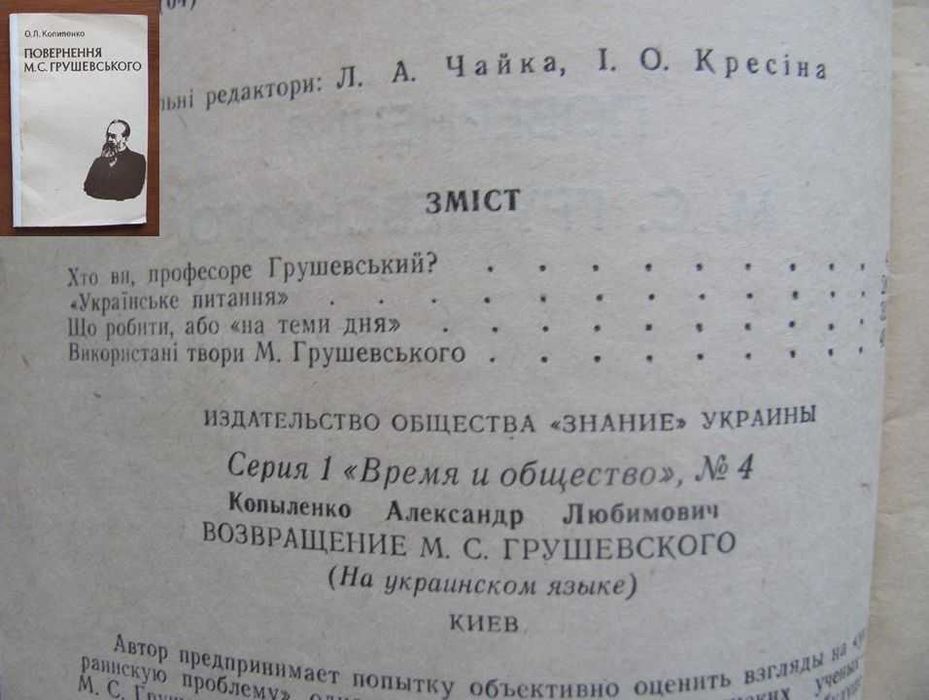 О.Л. Копиленко
ПОВЕРНЕННЯ
М.С. ГРУШЕВСЬКОГО
льні редактори: Л. А. Чайка, І. О. Кресіна
ЗМІСТ
Хто ви, професоре Грушевський? . . . . . . . . . .
«Українське питання» . . . . . . . . . . . .
Що робити, або «на теми дня» . . . . . . . . . .
Використані твори М. Грушевського . . . . . . . . .
ИЗДАТЕЛЬСТВО ОБЩЕСТВА «ЗНАНИЕ» УКРАИНЫ
Серия 1 «Время и общество», № 4
Копыленко Александр Любимович
ВОЗВРАЩЕНИЕ М. С. ГРУШЕВСКОГО
(На украинском языке)
КИЕВ
Автор предпринимает попытку объективно оценить взгляды на
раинскую проблему»
М. С.
ученых